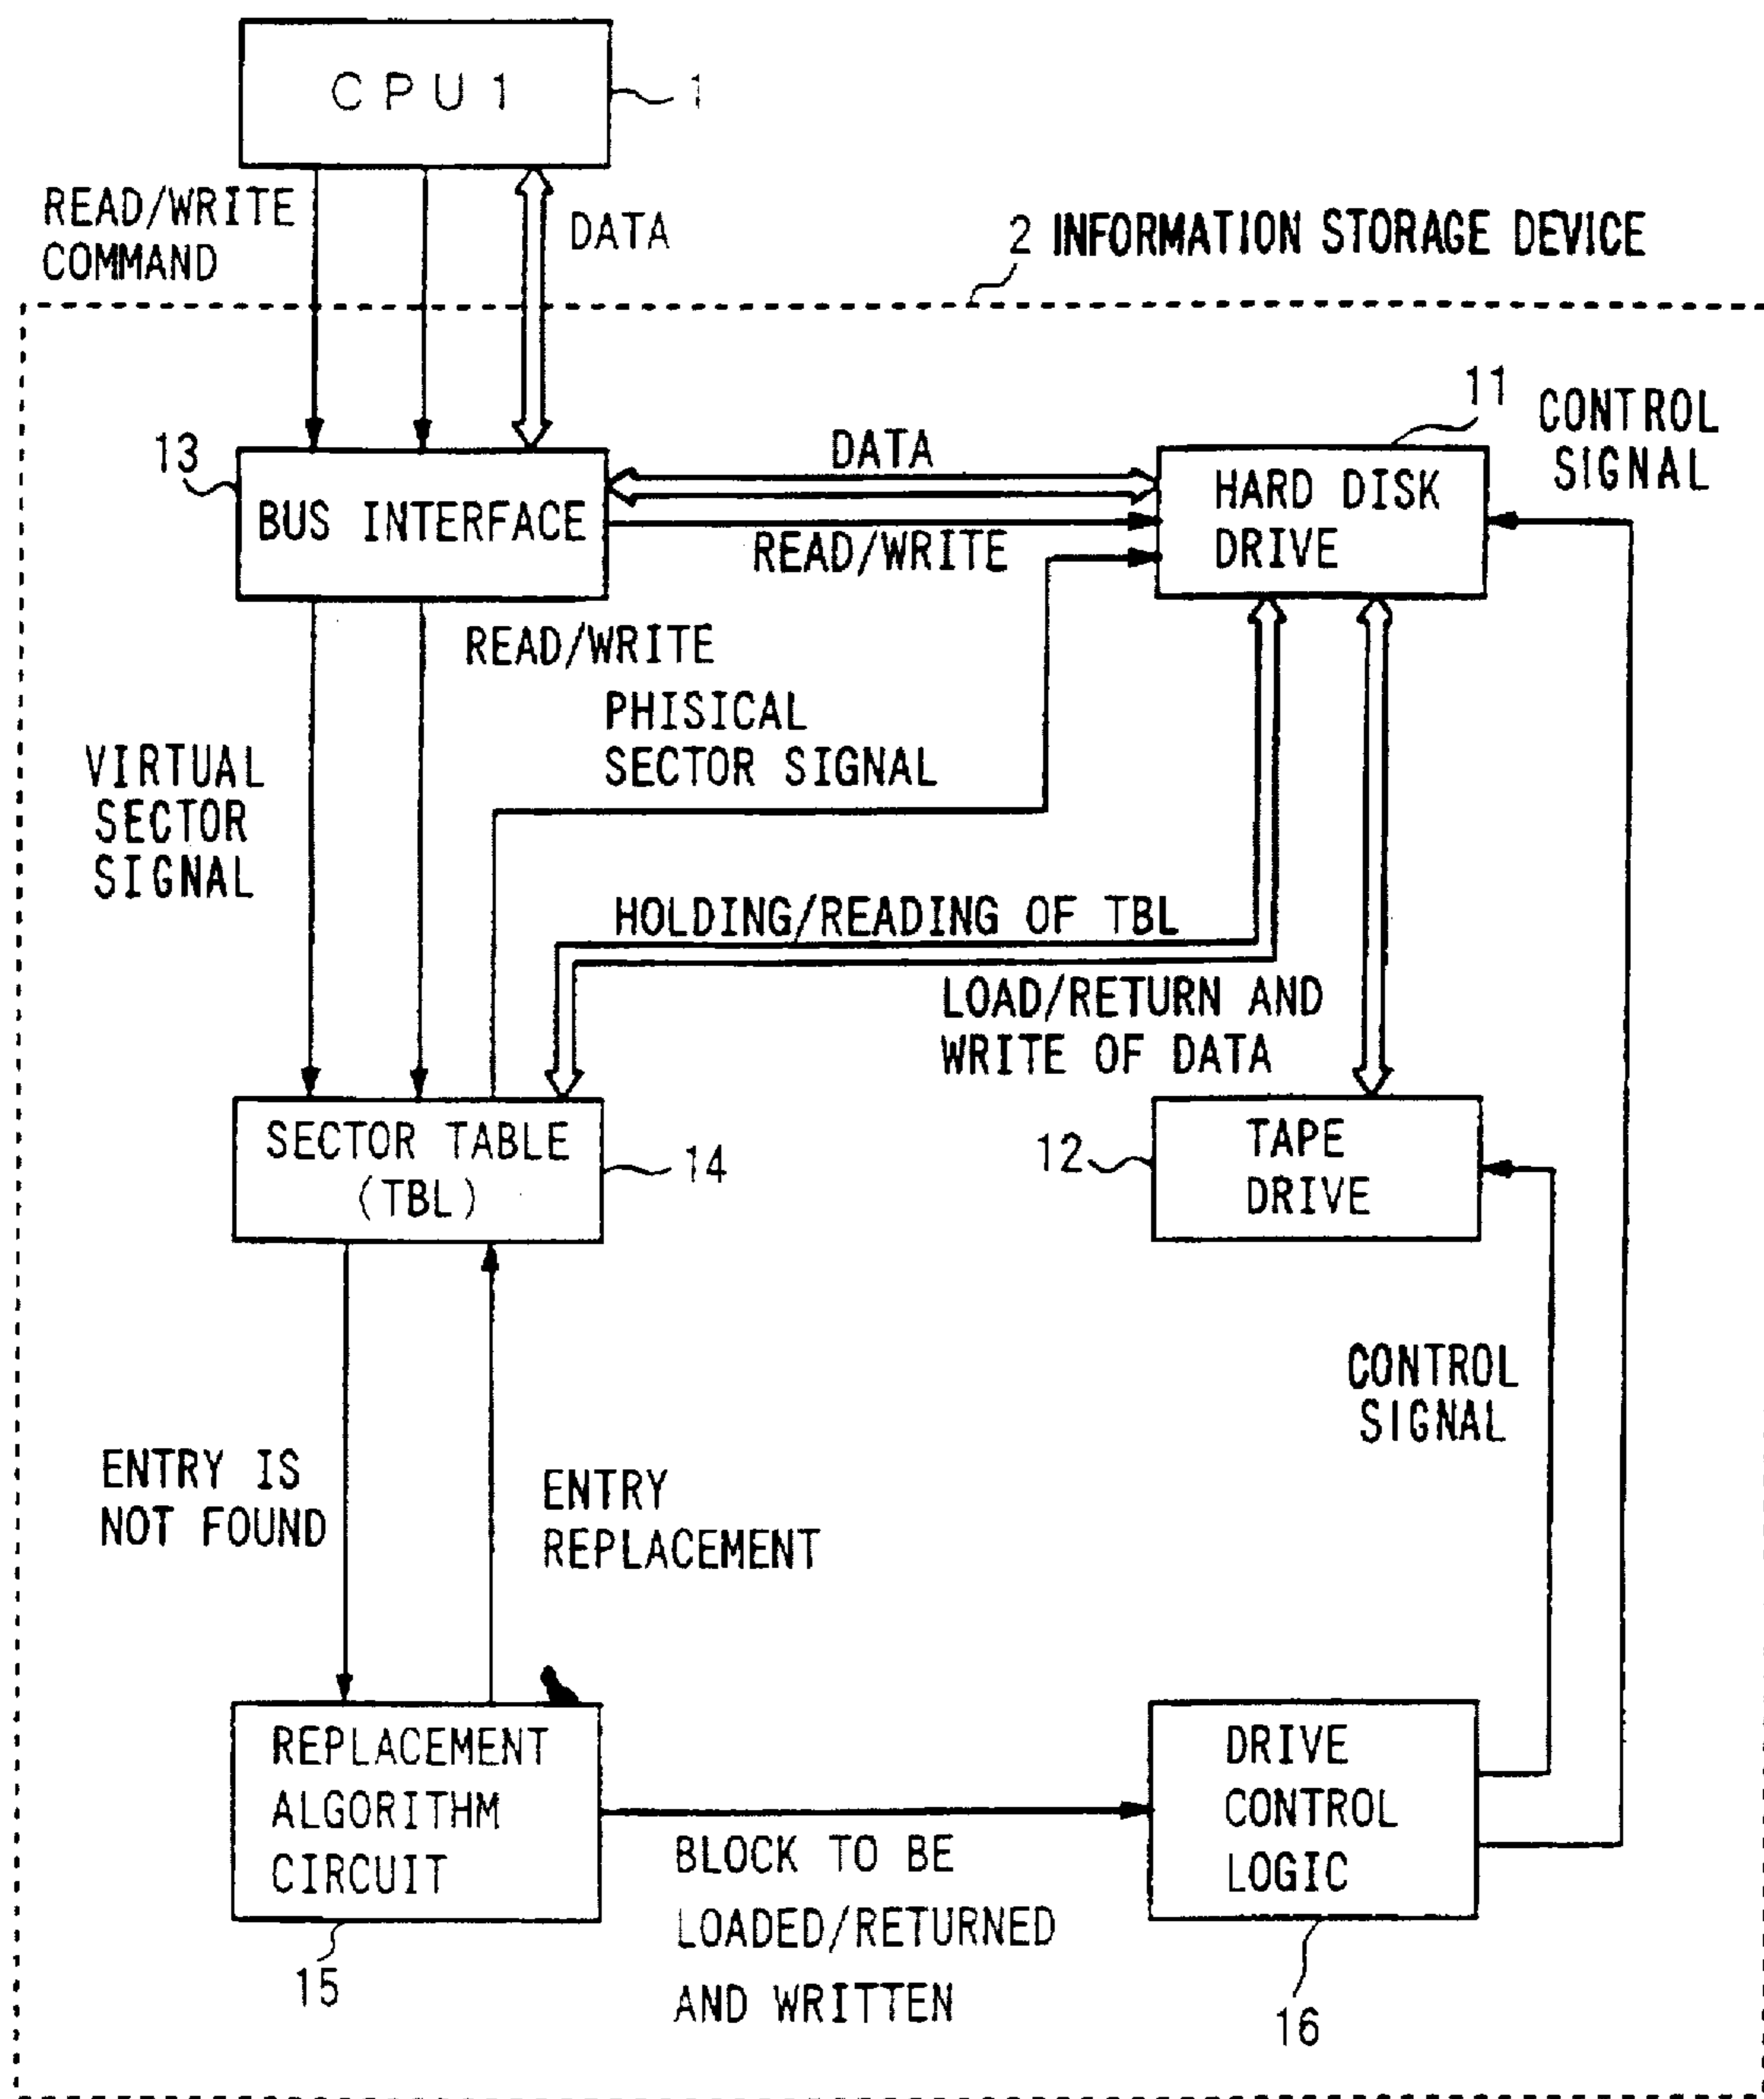 CPU1
1
READ/WRITE
COMMAND
DATA
2 INFORMATION STORAGE DEVICE
13
BUS INTERFACE
DATA
READ/WRITE
11
HARD DISK
DRIVE
CONTROL
SIGNAL
READ/WRITE
PHISICAL
SECTOR SIGNAL
VIRTUAL
SECTOR
SIGNAL
HOLDING/READING OF TBL
LOAD/RETURN AND
WRITE OF DATA
SECTOR TABLE
(TBL)
14
12
TAPE
DRIVE
CONTROL
SIGNAL
ENTRY IS
NOT FOUND
ENTRY
REPLACEMENT
REPLACEMENT
ALGORITHM
CIRCUIT
15
BLOCK TO BE
LOADED/RETURNED
AND WRITTEN
DRIVE
CONTROL
LOGIC
16